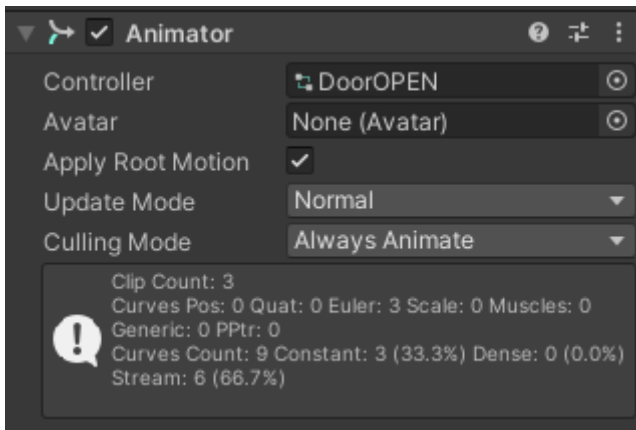 Animator
Controller DoorOPEN
Avatar None (Avatar)
Apply Root Motion
Update Mode Normal
Culling Mode Always Animate
Clip Count: 3
Curves Pos: 0 Quat: 0 Euler: 3 Scale: 0 Muscles: 0
Generic: 0 PPtr: 0
Curves Count: 9 Constant: 3 (33.3%) Dense: 0 (0.0%)
Stream: 6 (66.7%)